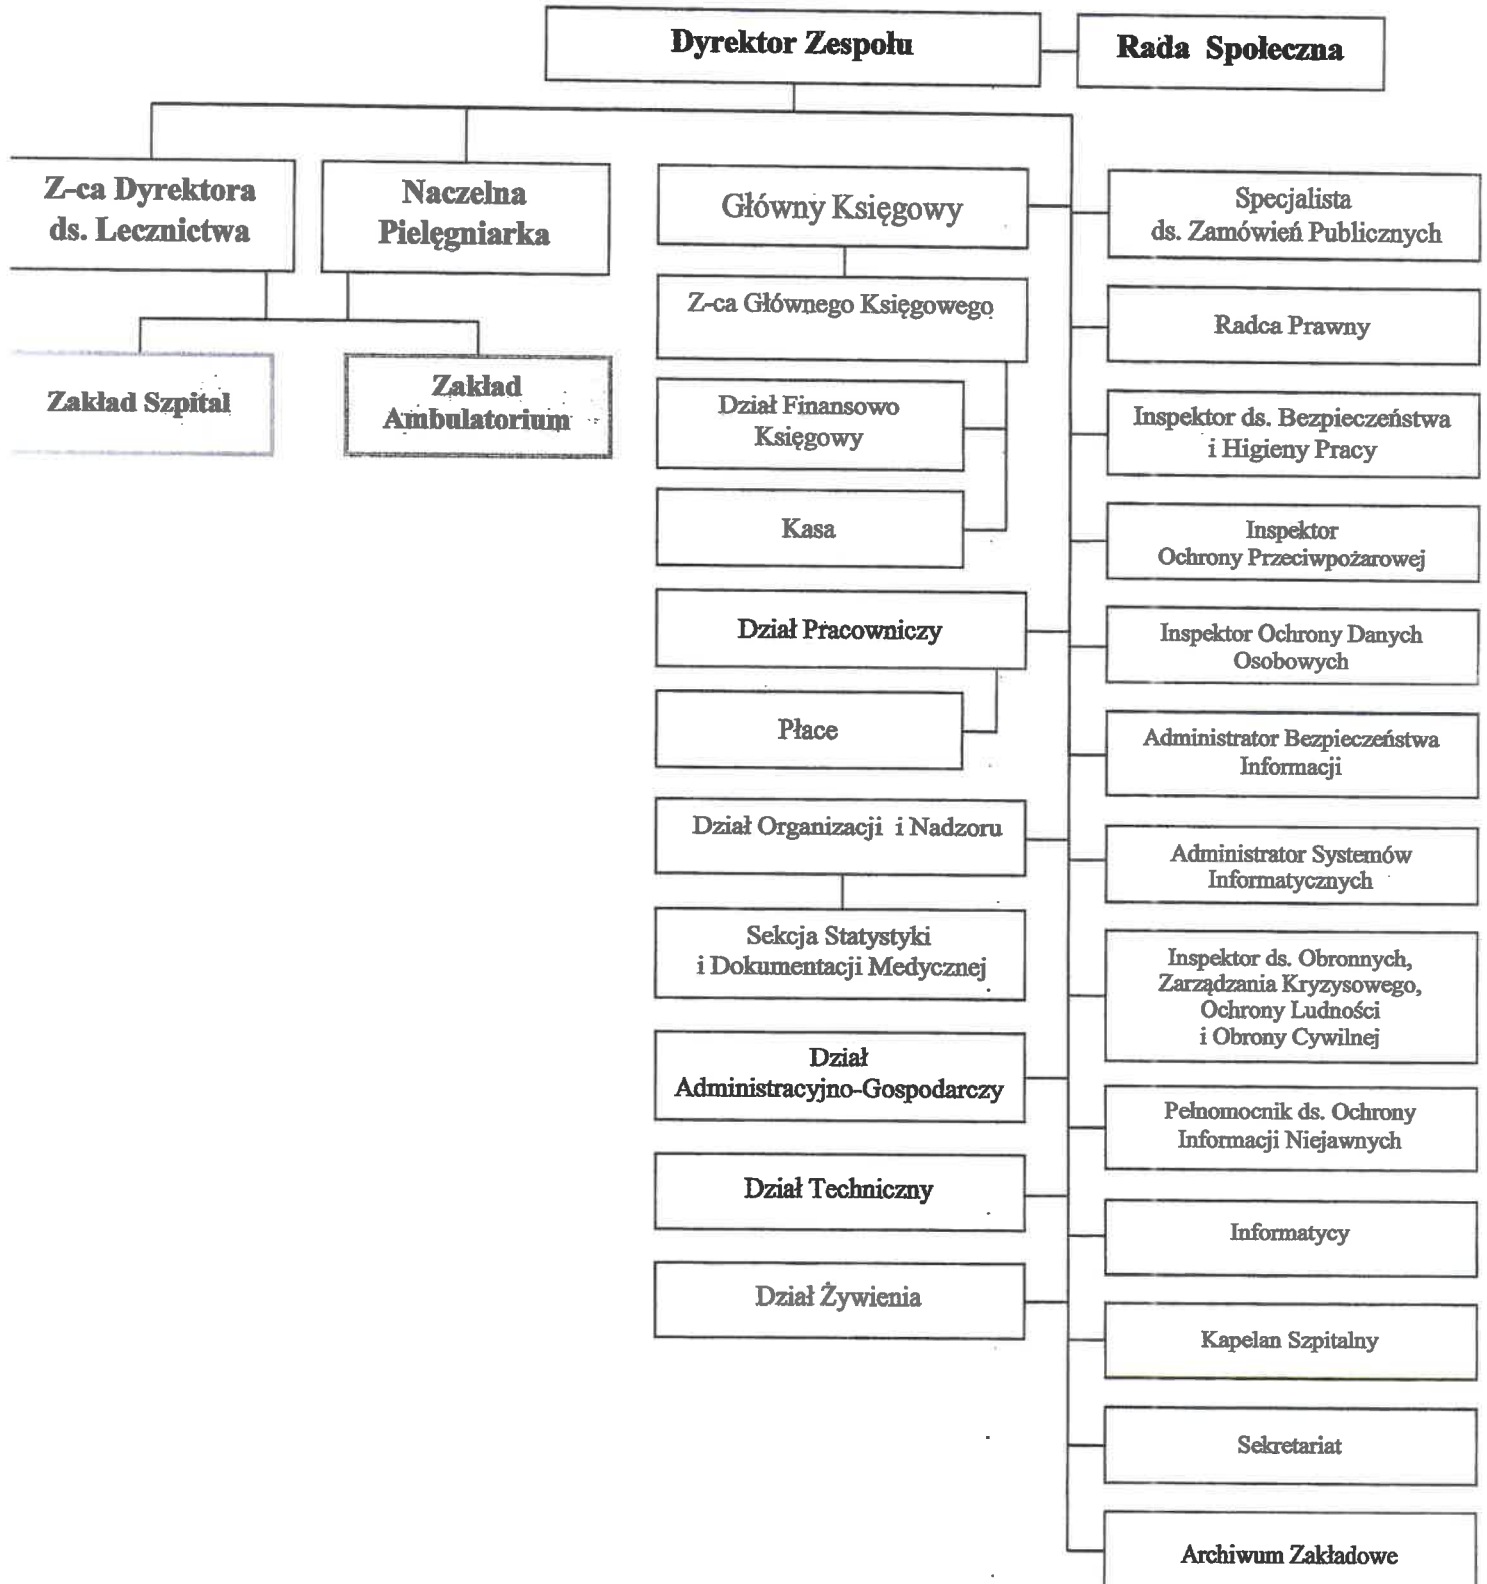 Dyrektor Zespołu
Rada Społeczna
Z-ca Dyrektora
ds. Lecznictwa
Naczelna
Pielęgniarka
Zakład Szpital
Zakład
Ambulatorium
Główny Księgowy
Z-ca Głównego Księgowego
Dział Finansowo
Księgowy
Kasa
Dział Pracowniczy
Płace
Dział Organizacji i Nadzoru
Sekcja Statystyki
i Dokumentacji Medycznej
Dział
Administracyjno-Gospodarczy
Dział Techniczny
Dział Żywienia
Specjalista
ds. Zamówień Publicznych
Radca Prawny
Inspektor ds. Bezpieczeństwa
i Higieny Pracy
Inspektor
Ochrony Przeciwpożarowej
Inspektor Ochrony Danych
Osobowych
Administrator Bezpieczeństwa
Informacji
Administrator Systemów
Informatycznych
Inspektor ds. Obronnych,
Zarządzania Kryzysowego,
Ochrony Ludności
i Obrony Cywilnej
Pełnomocnik ds. Ochrony
Informacji Niejawnych
Informatycy
Kapelan Szpitalny
Sekretariat
Archiwum Zakładowe